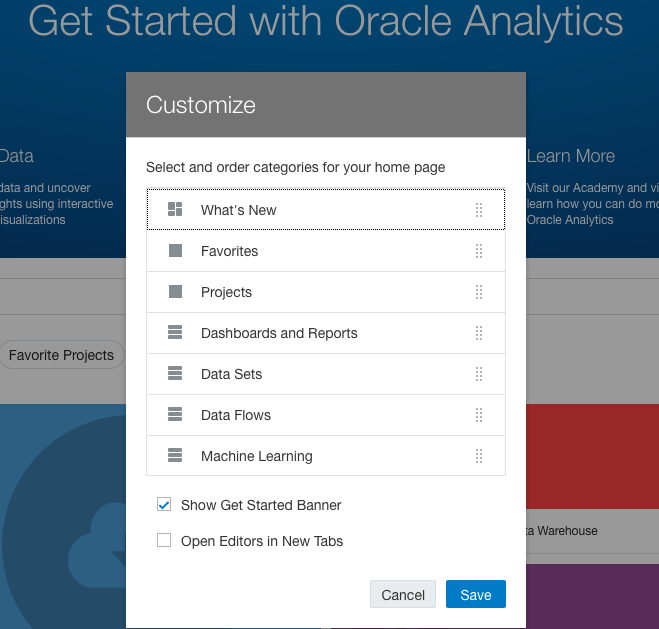 Get Started with Oracle Analytics
Customize
Data
data and uncover
ghts using interactive
isualizations
Learn More
Visit our Academy and vi
learn how you can do mo
Oracle Analytics
Select and order categories for your home page
What's New
Favorites
Projects
Dashboards and Reports
Data Sets
Data Flows
Machine Learning
Favorite Projects
Show Get Started Banner
ta Warehouse
Open Editors in New Tabs
Cancel
Save